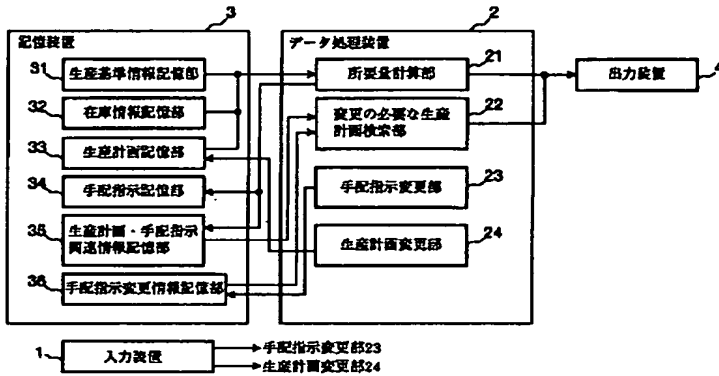 3
記憶装置
31
生産基準情報記憶部
32
在庫情報記憶部
33
生産計画記憶部
34
手配指示記憶部
35
生産計画・手配指示
関連情報記憶部
36
手配指示変更情報記憶部
2
データ処理装置
21
所要量計算部
22
変更の必要な生産
計画検索部
23
手配指示変更部
24
生産計画変更部
出力装置
4
1
入力装置
手配指示変更部23
生産計画変更部24